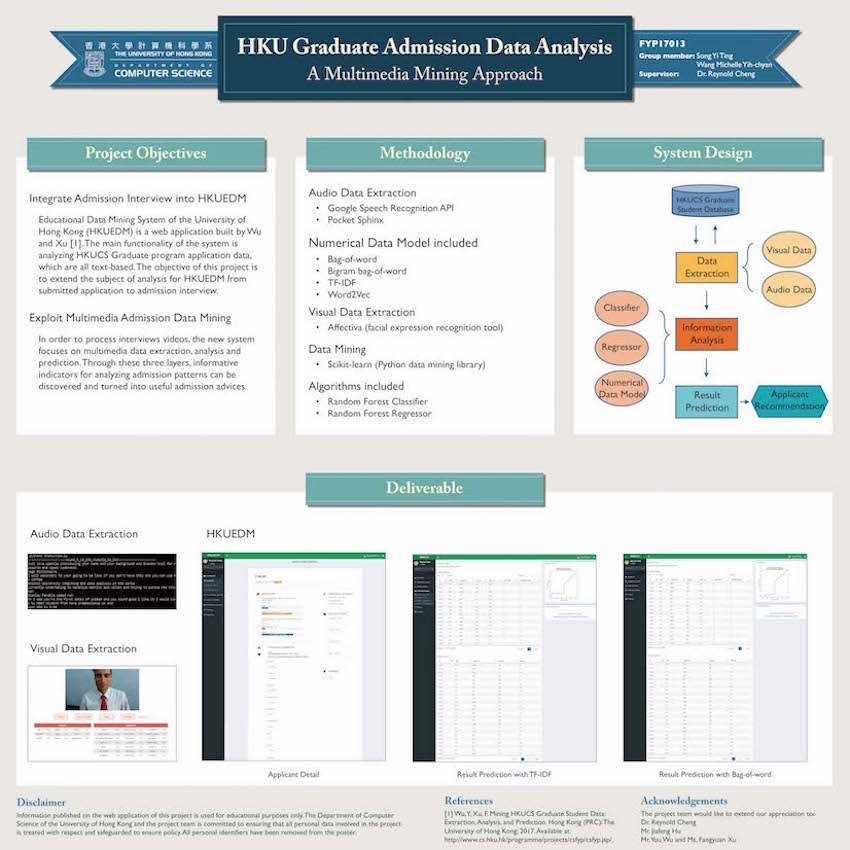 香港大學計算機科學系
THE UNIVERSITY OF HONG KONG
DEPARTMENT OF
COMPUTER SCIENCE
HKU Graduate Admission Data Analysis
A Multimedia Mining Approach
FYP17013
Group member: Song Yi Ting
Wang Michelle Yih-chyan
Supervisor: Dr. Reynold Cheng
Project Objectives
Integrate Admission Interview into HKUEDM
Educational Data Mining System of the University of
Hong Kong (HKUEDM) is a web application built by Wu
and Xu [1]. The main functionality of the system is
analyzing HKUCS Graduate program application data,
which are all text-based. The objective of this project is
to extend the subject of analysis for HKUEDM from
submitted application to admission interview.
Exploit Multimedia Admission Data Mining
In order to process interviews videos, the new system
focuses on multimedia data extraction, analysis and
prediction. Through these three layers, informative
indicators for analyzing admission patterns can be
discovered and turned into useful admission advices.
Methodology
Audio Data Extraction
• Google Speech Recognition API
• Pocket Sphinx
Numerical Data Model included
• Bag-of-word
• Bigram bag-of-word
• TF-IDF
• Word2Vec
Visual Data Extraction
• Affectiva (facial expression recognition tool)
Data Mining
• Scikit-learn (Python data mining library)
Algorithms included
• Random Forest Classifier
• Random Forest Regressor
System Design
HKUCS Graduate
Student Database
Data
Extraction
Visual Data
Audio Data
Classifier
Regressor
Numerical
Data Model
Information
Analysis
Result
Prediction
Applicant
Recommendation
Deliverable
Audio Data Extraction
Visual Data Extraction
HKUEDM
Applicant Detail
Result Prediction with TF-IDF
Result Prediction with Bag-of-word
Disclaimer
Information published on the web application of this project is used for educational purposes only. The Department of Computer
Science of the University of Hong Kong and the project team is committed to ensuring that all personal data involved in the project
is treated with respect and safeguarded to ensure policy. All personal identifiers have been removed from the poster.
References
[1] Wu, Y, Xu, F. Mining HKUCS Graduate Student Data:
Extraction, Analysis, and Prediction. Hong Kong (PRC): The
University of Hong Kong; 2017. Available at:
http://www.cs.hku.hk/programme/projects/csfyp/csfyp.jsp/.
Acknowledgements
The project team would like to extend our appreciation to:
Dr. Reynold Cheng
Mr. Jiafeng Hu
Mr. You Wu and Ms. Fangyuan Xu